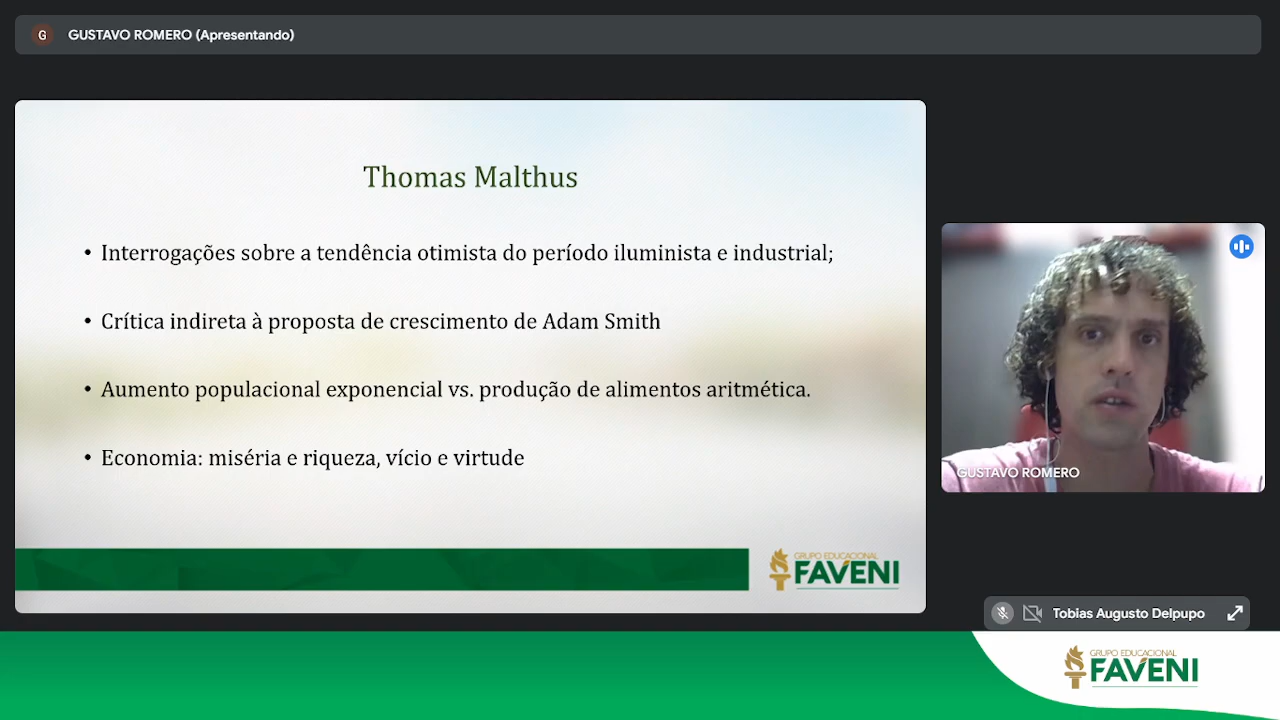 G GUSTAVO ROMERO (Apresentando)
Thomas Malthus
• Interrogações sobre a tendência otimista do período iluminista e industrial;
• Crítica indireta à proposta de crescimento de Adam Smith
• Aumento populacional exponencial vs. produção de alimentos aritmética.
• Economia: miséria e riqueza, vício e virtude
GRUPO EDUCACIONAL
FAVENI
GUSTAVO ROMERO
Tobias Augusto Delpupo
GRUPO EDUCACIONAL
FAVENI